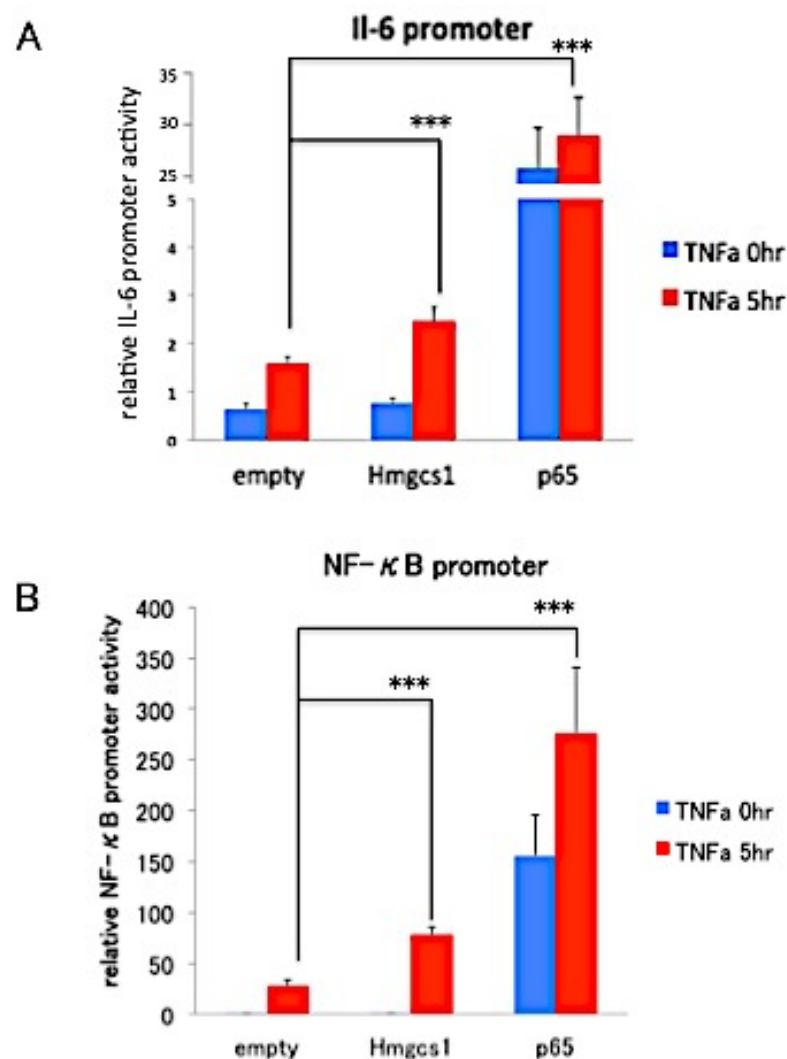 A
Il-6 promoter
***
***
relative IL-6 promoter activity
35
30
25
5
4
3
2
1
0
TNFa 0hr
TNFa 5hr
empty Hmgcs1 p65
B
NF-κB promoter
***
***
relative NF-κB promoter activity
400
350
300
250
200
150
100
50
0
TNFa 0hr
TNFa 5hr
empty Hmgcs1 p65